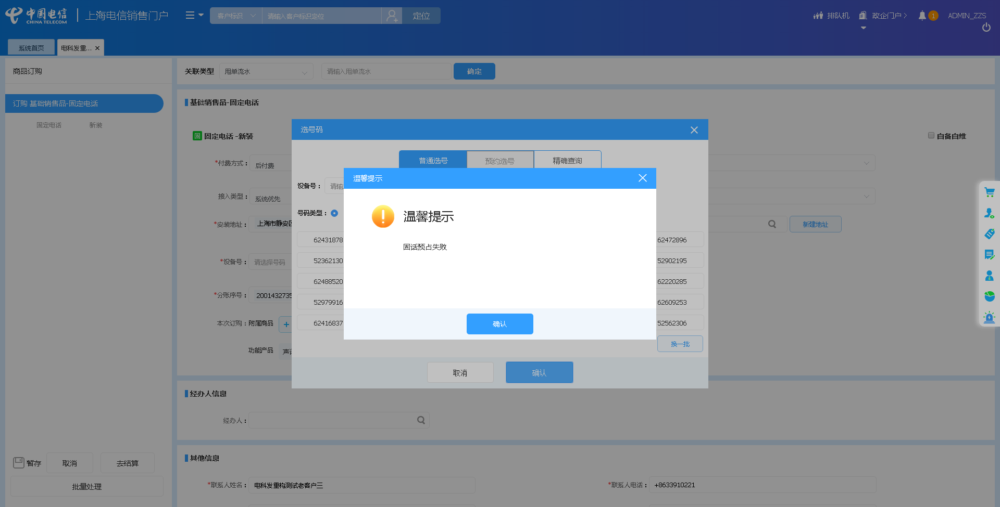 中国电信
CHINA TELECOM
上海电信销售门户
客户标识
请输入客户标识定位
定位
排队机
政企门户
1
ADMIN_ZZS
系统首页
电科发重...
商品订购
订购 基础销售品-固定电话
固定电话 新装
关联类型
甩单流水
请输入甩单流水
确定
基础销售品-固定电话
固 固定电话 -新装
自备自维
*付费方式：
后付费
接入类型：
系统优先
*安装地址：
上海市静安区
新建地址
*设备号：
请选择号码
*分账序号：
2001432735
本次订购：附属商品
+
功能产品
选号码
普通选号
预约选号
精确查询
设备号：
请输
号码类型：
62431878
62472896
52362130
52902195
62488520
62220285
52979916
62609253
62416837
52562306
换一批
取消
确认
温馨提示
温馨提示
固话预占失败
确认
经办人信息
经办人：
其他信息
*联系人姓名：
电科发重构测试老客户三
*联系人电话：
+8633910221
暂存
取消
去结算
批量处理